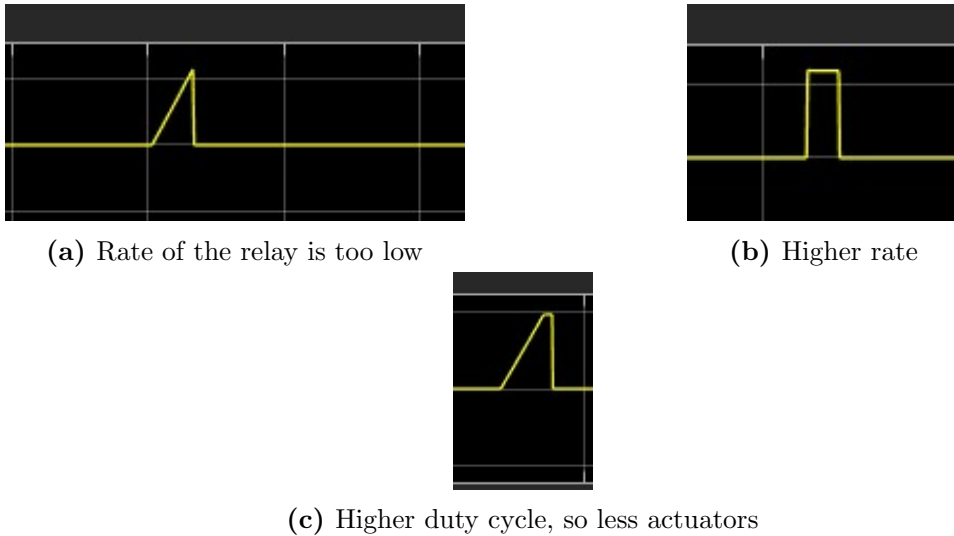 (a) Rate of the relay is too low
(b) Higher rate
(c) Higher duty cycle, so less actuators